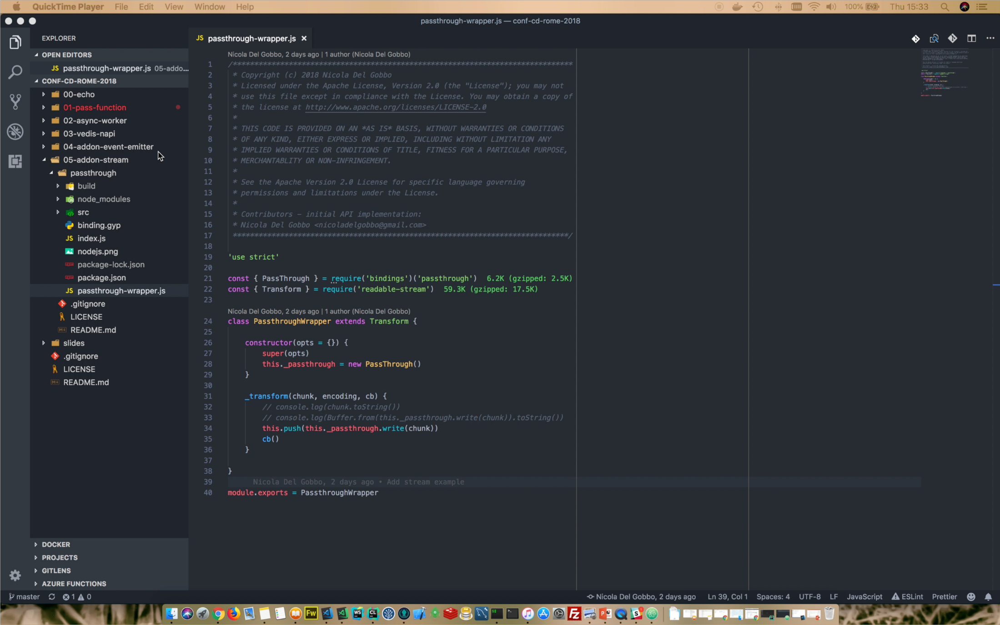 QuickTime Player File Edit View Window Help 100% Thu 15:33
passthrough-wrapper.js — conf-cd-rome-2018
EXPLORER
OPEN EDITORS
JS passthrough-wrapper.js 05-addo...
CONF-CD-ROME-2018
00-echo
01-pass-function
02-async-worker
03-vedis-napi
04-addon-event-emitter
05-addon-stream
passthrough
build
node_modules
src
binding.gyp
JS index.js
nodejs.png
package-lock.json
package.json
JS passthrough-wrapper.js
.gitignore
LICENSE
README.md
slides
.gitignore
LICENSE
README.md
DOCKER
PROJECTS
GITLENS
AZURE FUNCTIONS
JS passthrough-wrapper.js
Nicola Del Gobbo, 2 days ago | 1 author (Nicola Del Gobbo)
1 /*******************************************************************************
2 * Copyright (c) 2018 Nicola Del Gobbo
3 * Licensed under the Apache License, Version 2.0 (the "License"); you may not
4 * use this file except in compliance with the License. You may obtain a copy of
5 * the license at http://www.apache.org/licenses/LICENSE-2.0
6 *
7 * THIS CODE IS PROVIDED ON AN *AS IS* BASIS, WITHOUT WARRANTIES OR CONDITIONS
8 * OF ANY KIND, EITHER EXPRESS OR IMPLIED, INCLUDING WITHOUT LIMITATION ANY
9 * IMPLIED WARRANTIES OR CONDITIONS OF TITLE, FITNESS FOR A PARTICULAR PURPOSE,
10 * MERCHANTABLITY OR NON-INFRINGEMENT.
11 *
12 * See the Apache Version 2.0 License for specific language governing
13 * permissions and limitations under the License.
14 *
15 * Contributors - initial API implementation:
16 * Nicola Del Gobbo <nicoladelgobbo@gmail.com>
17 ******************************************************************************/
18
19 'use strict'
20
21 const { PassThrough } = require('bindings')('passthrough') 6.2K (gzipped: 2.5K)
22 const { Transform } = require('readable-stream') 59.3K (gzipped: 17.5K)
23
Nicola Del Gobbo, 2 days ago | 1 author (Nicola Del Gobbo)
24 class PassthroughWrapper extends Transform {
25
26 constructor(opts = {}) {
27 super(opts)
28 this._passthrough = new PassThrough()
29 }
30
31 _transform(chunk, encoding, cb) {
32 // console.log(chunk.toString())
33 // console.log(Buffer.from(this._passthrough.write(chunk)).toString())
34 this.push(this._passthrough.write(chunk))
35 cb()
36 }
37
38 }
39 Nicola Del Gobbo, 2 days ago • Add stream example
40 module.exports = PassthroughWrapper
master 1 0 Nicola Del Gobbo, 2 days ago Ln 39, Col 1 Spaces: 4 UTF-8 LF JavaScript ESLint Prettier
Fw WS CL FZ